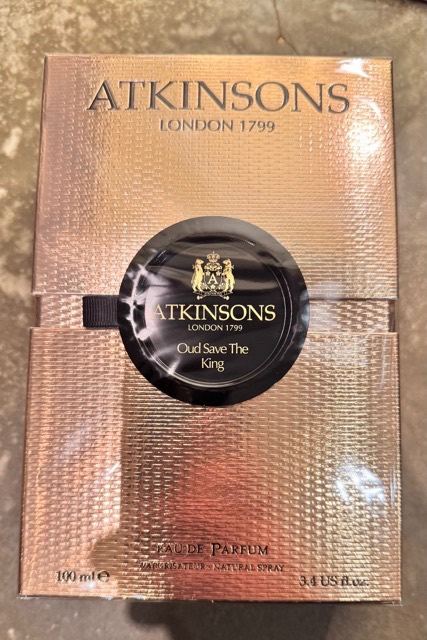 ATKINSONS
LONDON 1799
A
ATKINSONS
LONDON 1799
Oud Save The
King
EAU DE PARFUM
VAPORISATEUR - NATURAL SPRAY
100 ml ℮ 3.4 US fl.oz.